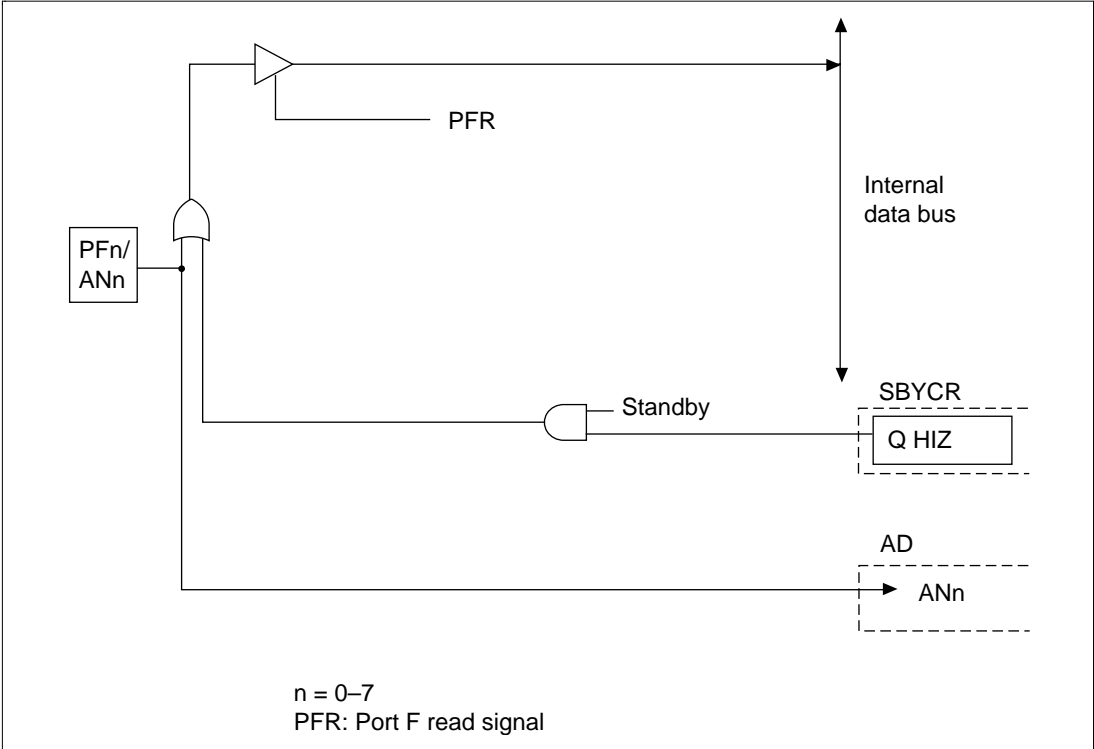 PFR
Internal
data bus
PFn/
ANn
SBYCR
Standby
Q HIZ
AD
ANn
n = 0–7
PFR: Port F read signal